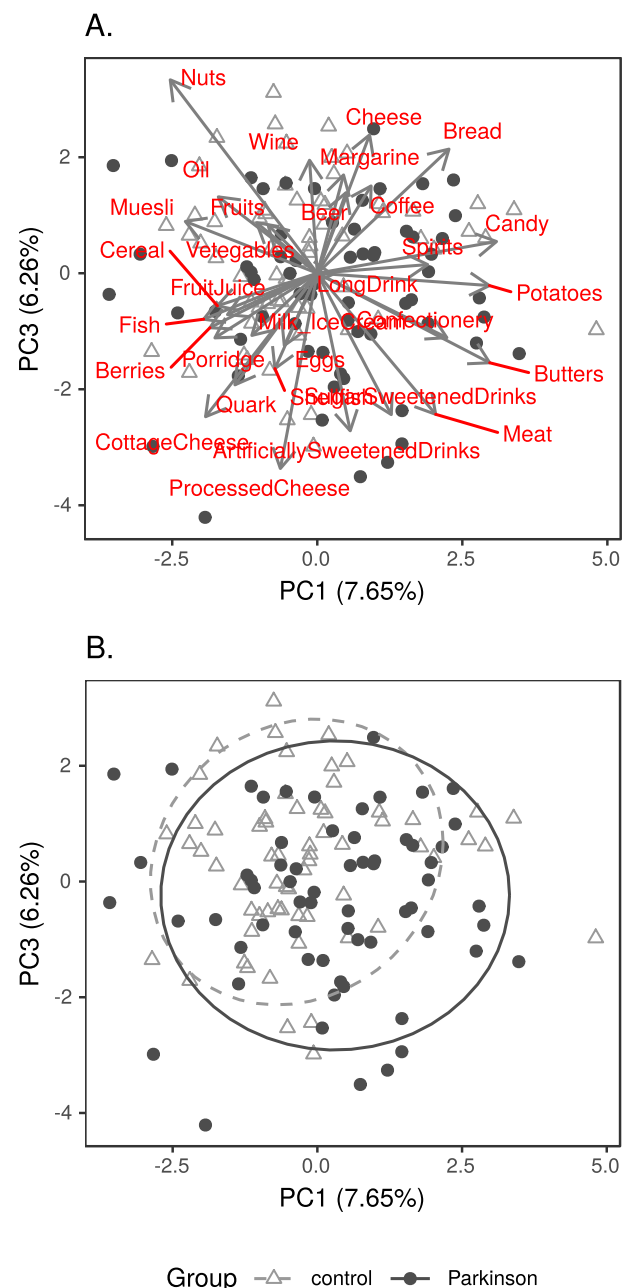 A.
Nuts
Cheese
Bread
Wine
Margarine
Oil
Muesli
Fruits
Beer
Coffee
Candy
Cereal
Vetegables
Spirits
FruitJuice
LongDrink
Potatoes
Fish
Milk_IceCream
Confectionery
Berries
Porridge
Eggs
Butters
Quark
SugarSweetenedDrinks
Meat
CottageCheese
ArtificiallySweetenedDrinks
ProcessedCheese
2
0
-2
-4
PC3 (6.26%)
-2.5 0.0 2.5 5.0
PC1 (7.65%)
B.
2
0
-2
-4
PC3 (6.26%)
-2.5 0.0 2.5 5.0
PC1 (7.65%)
Group control Parkinson